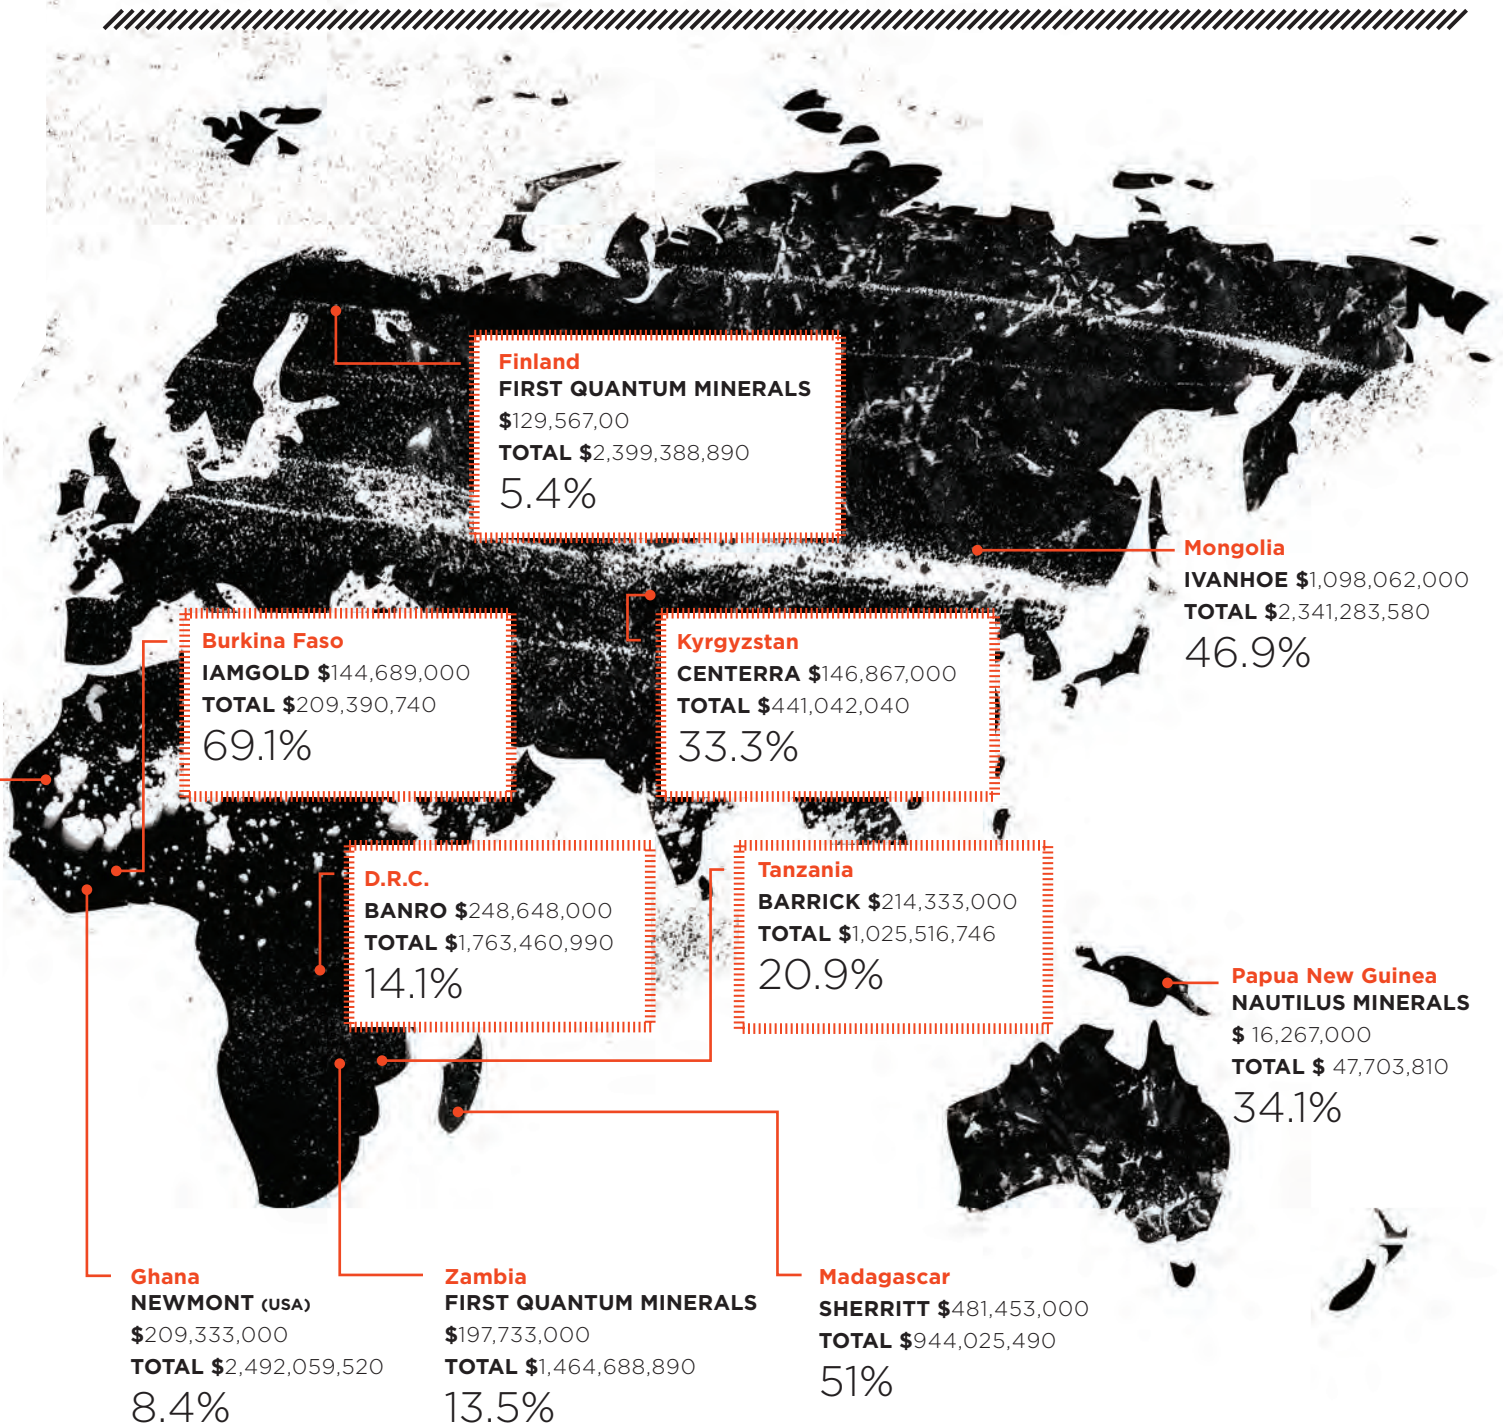 Finland
FIRST QUANTUM MINERALS
$129,567,00
TOTAL $2,399,388,890
5.4%
Mongolia
IVANHOE $1,098,062,000
TOTAL $2,341,283,580
46.9%
Burkina Faso
IAMGOLD $144,689,000
TOTAL $209,390,740
69.1%
Kyrgyzstan
CENTERRA $146,867,000
TOTAL $441,042,040
33.3%
D.R.C.
BANRO $248,648,000
TOTAL $1,763,460,990
14.1%
Tanzania
BARRICK $214,333,000
TOTAL $1,025,516,746
20.9%
Papua New Guinea
NAUTILUS MINERALS
$ 16,267,000
TOTAL $ 47,703,810
34.1%
Ghana
NEWMONT (USA)
$209,333,000
TOTAL $2,492,059,520
8.4%
Zambia
FIRST QUANTUM MINERALS
$197,733,000
TOTAL $1,464,688,890
13.5%
Madagascar
SHERRITT $481,453,000
TOTAL $944,025,490
51%